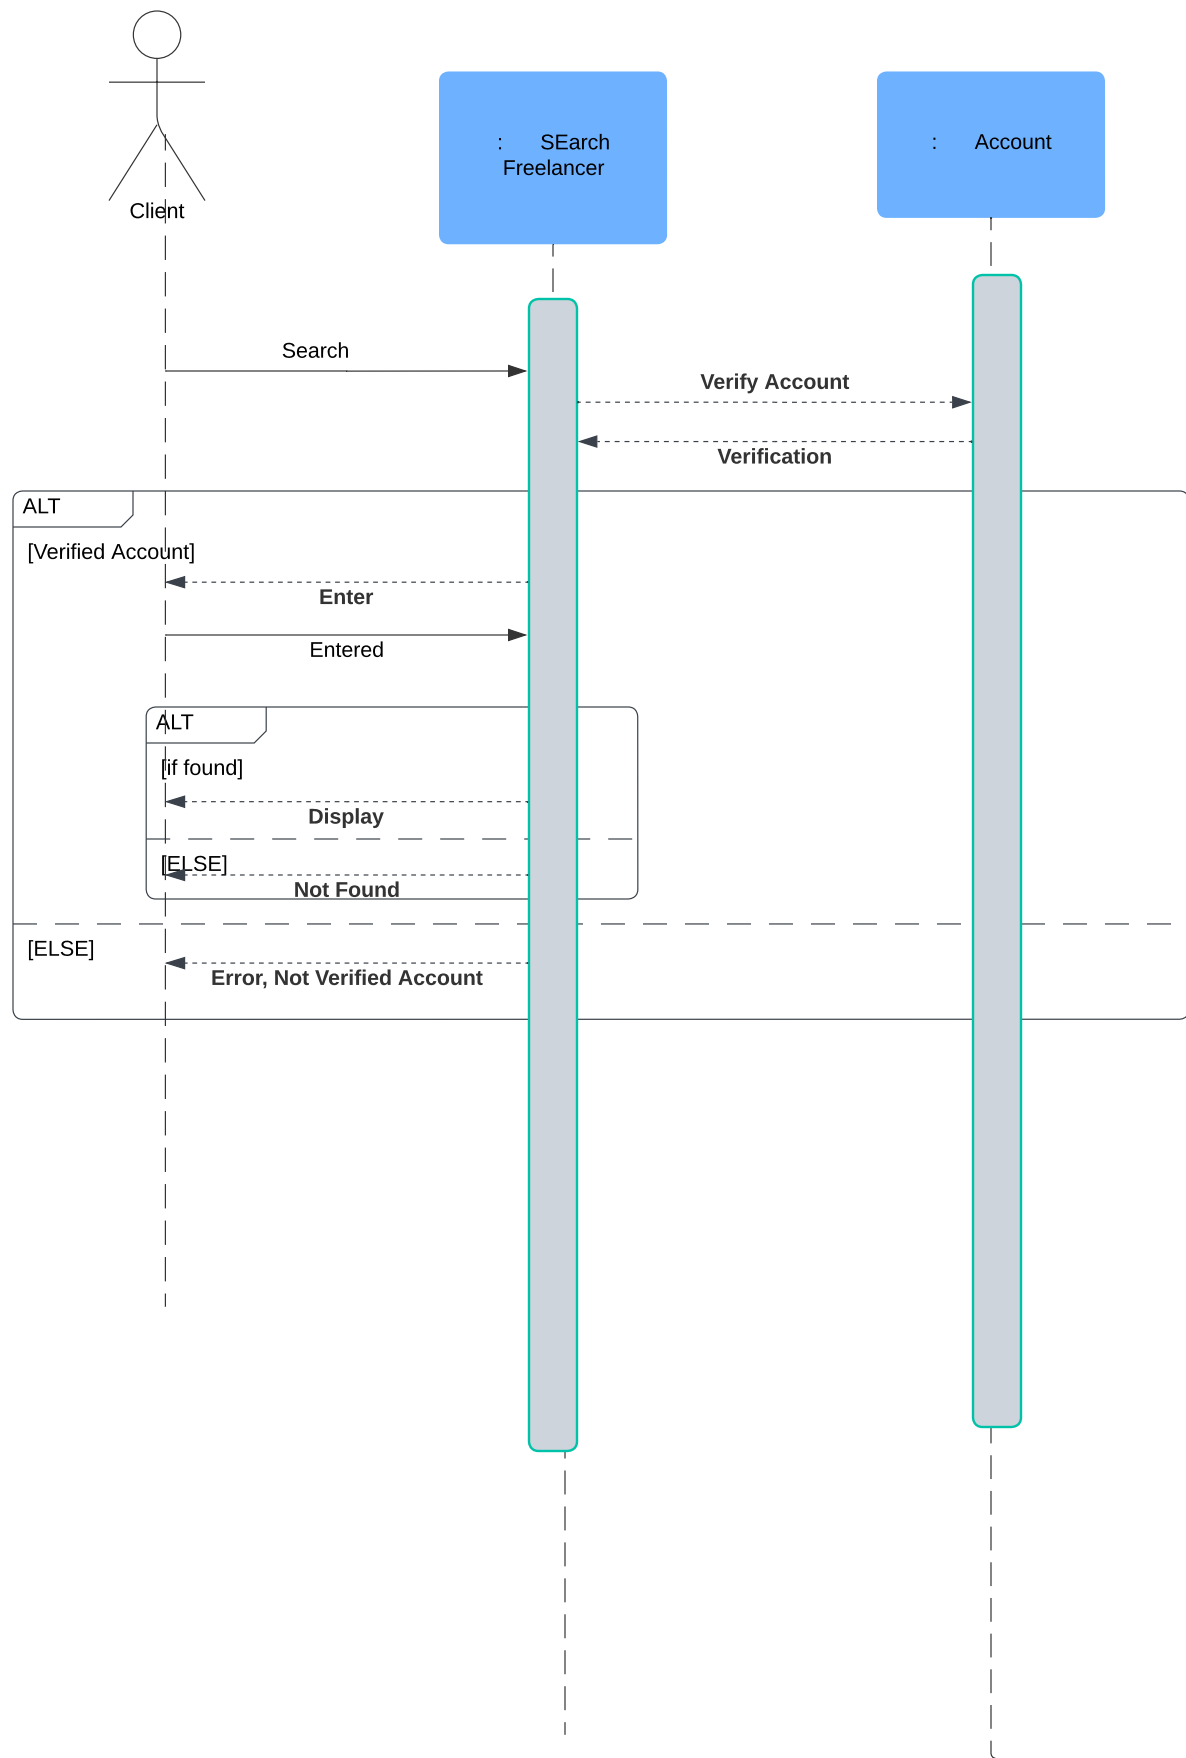 : SEarch
Freelancer
: Account
Client
Search
Verify Account
Verification
ALT
[Verified Account]
Enter
Entered
ALT
[if found]
Display
[ELSE]
Not Found
[ELSE]
Error, Not Verified Account